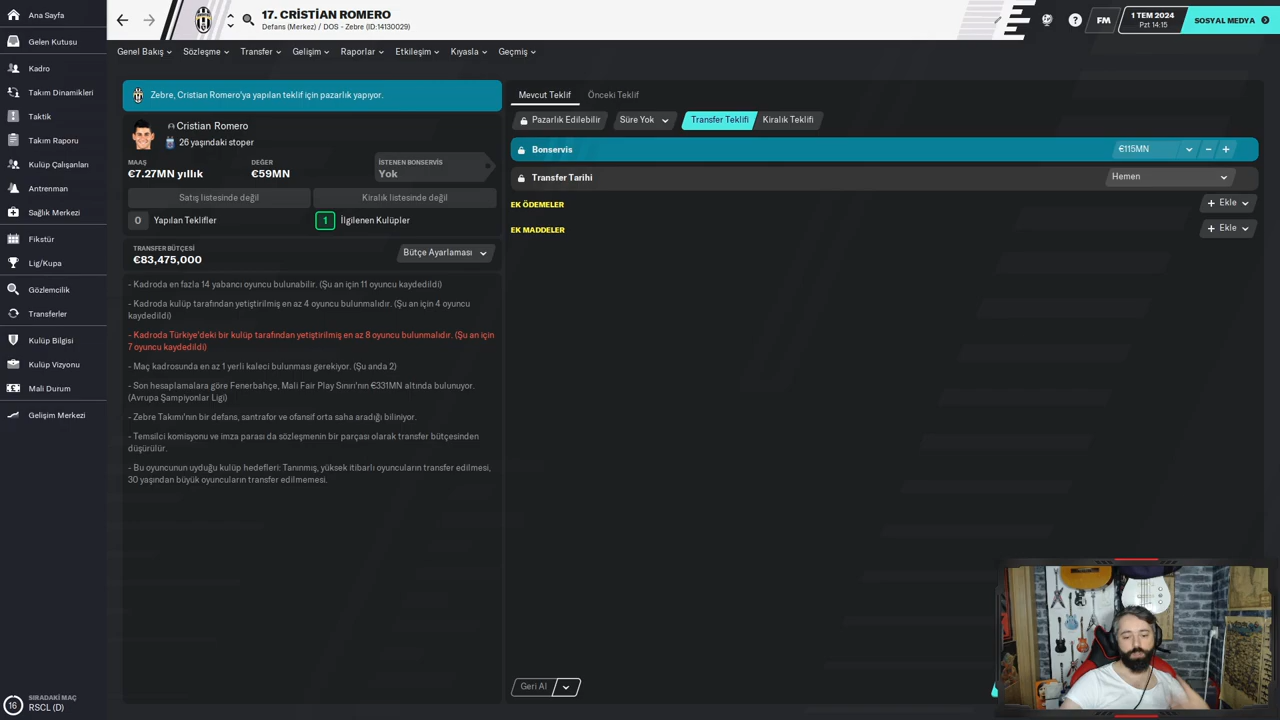 Ana Sayfa
Gelen Kutusu
Kadro
Takım Dinamikleri
Taktik
Takım Raporu
Kulüp Çalışanları
Antrenman
Sağlık Merkezi
Fikstür
Lig/Kupa
Gözlemcilik
Transferler
Kulüp Bilgisi
Kulüp Vizyonu
Mali Durum
Gelişim Merkezi
16
SIRADAKİ MAÇ
RSCL (D)
17. CRİSTİAN ROMERO
Defans (Merkez) / DOS - Zebre (ID:14130029)
?
FM
1 TEM 2024
Pzt 14:15
SOSYAL MEDYA
Genel Bakış
Sözleşme
Transfer
Gelişim
Raporlar
Etkileşim
Kıyasla
Geçmiş
Zebre, Cristian Romero'ya yapılan teklif için pazarlık yapıyor.
Cristian Romero
26 yaşındaki stoper
MAAŞ
€7.27MN yıllık
DEĞER
€59MN
İSTENEN BONSERVİS
Yok
Satış listesinde değil
Kiralık listesinde değil
0 Yapılan Teklifler
1 İlgilenen Kulüpler
TRANSFER BÜTÇESİ
€83,475,000
Bütçe Ayarlaması
- Kadroda en fazla 14 yabancı oyuncu bulunabilir. (Şu an için 11 oyuncu kaydedildi)
- Kadroda kulüp tarafından yetiştirilmiş en az 4 oyuncu bulunmalıdır. (Şu an için 4 oyuncu
kaydedildi)
- Kadroda Türkiye'deki bir kulüp tarafından yetiştirilmiş en az 8 oyuncu bulunmalıdır. (Şu an için
7 oyuncu kaydedildi)
- Maç kadrosunda en az 1 yerli kaleci bulunması gerekiyor. (Şu anda 2)
- Son hesaplamalara göre Fenerbahçe, Mali Fair Play Sınırı'nın €331MN altında bulunuyor.
(Avrupa Şampiyonlar Ligi)
- Zebre Takımı'nın bir defans, santrafor ve ofansif orta saha aradığı biliniyor.
- Temsilci komisyonu ve imza parası da sözleşmenin bir parçası olarak transfer bütçesinden
düşürülür.
- Bu oyuncunun uyduğu kulüp hedefleri: Tanınmış, yüksek itibarlı oyuncuların transfer edilmesi,
30 yaşından büyük oyuncuların transfer edilmemesi.
Mevcut Teklif
Önceki Teklif
Pazarlık Edilebilir
Süre Yok
Transfer Teklifi
Kiralık Teklifi
Bonservis
€115MN
Transfer Tarihi
Hemen
EK ÖDEMELER
Ekle
EK MADDELER
Ekle
Geri Al